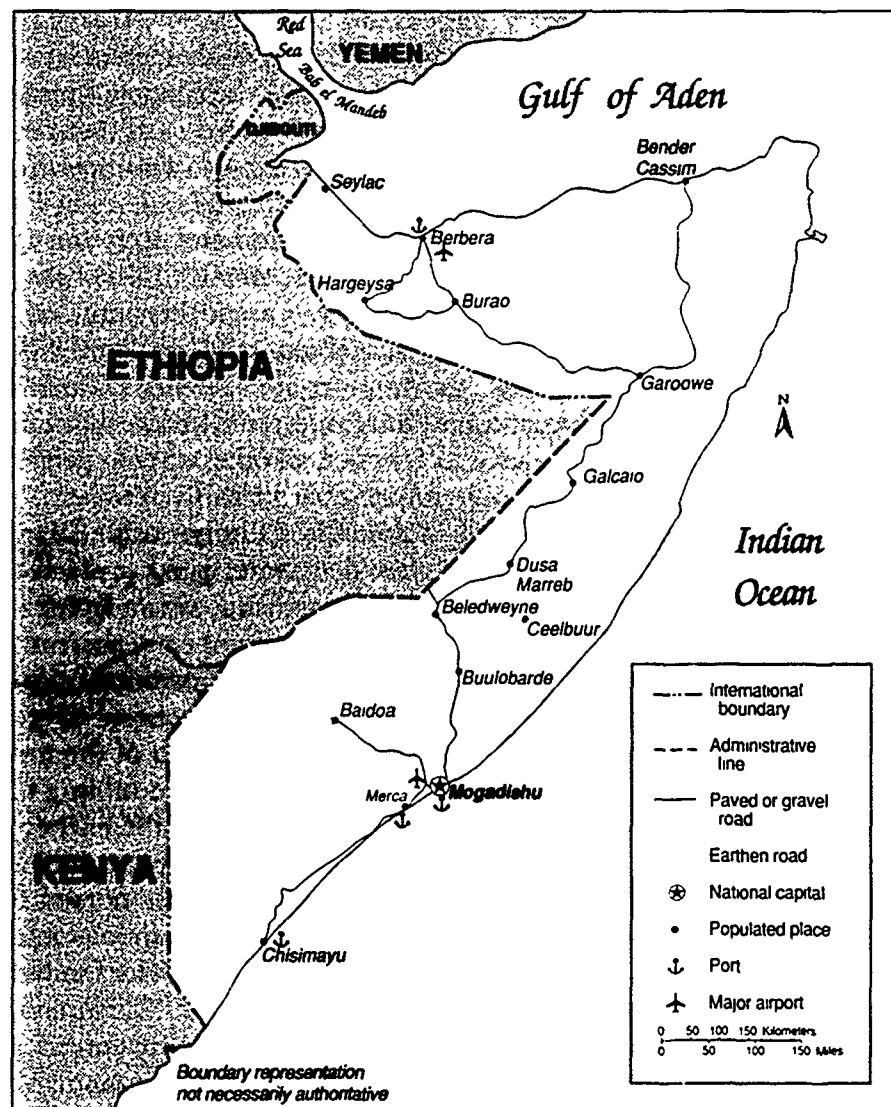 Red
Sea
YEMEN
Bab el Mandeb
Gulf of Aden
DJIBOUTI
Bender
Cassim
Seylac
Berbera
Hargeysa
Burao
ETHIOPIA
Garoowe
N
Galcaio
Indian
Ocean
Dusa
Marreb
Beledweyne
Ceelbuur
Buulobarde
Baidoa
Merca
Mogadishu
KENYA
Chisimayu
International
boundary
Administrative
line
Paved or gravel
road
Earthen road
National capital
Populated place
Port
Major airport
0 50 100 150 Kilometers
0 50 100 150 Miles
Boundary representation
not necessarily authoritative